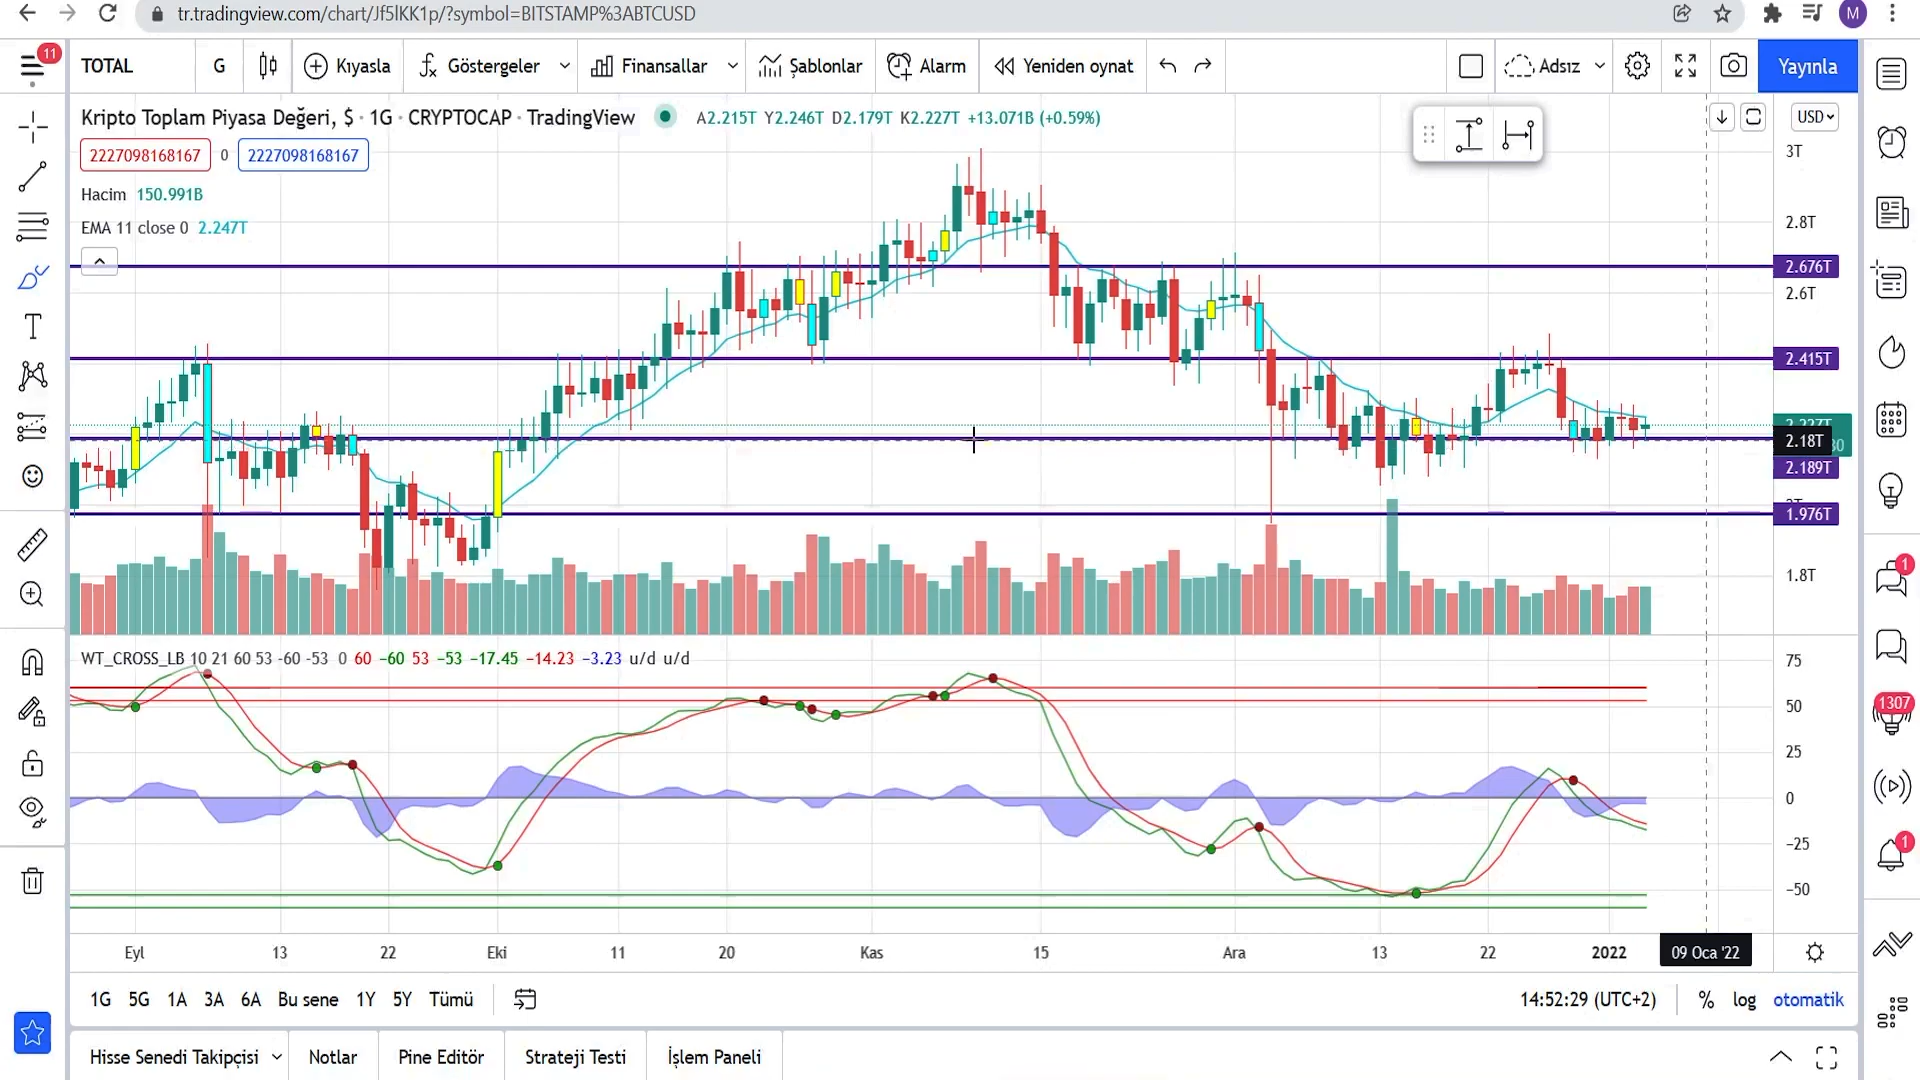 tr.tradingview.com/chart/Jf5lKK1p/?symbol=BITSTAMP%3ABTCUSD
M
11
TOTAL
G
Kıyasla
Göstergeler
Finansallar
Şablonlar
Alarm
Yeniden oynat
Adsız
Yayınla
Kripto Toplam Piyasa Değeri, $ · 1G · CRYPTOCAP · TradingView
A2.215T Y2.246T D2.179T K2.227T +13.071B (+0.59%)
USD
2227098168167 0 2227098168167
Hacim 150.991B
EMA 11 close 0 2.247T
3T
2.8T
2.676T
2.6T
2.415T
2.18T
2.189T
1.976T
1.8T
WT_CROSS_LB 10 21 60 53 -60 -53 0 60 −60 53 −53 −17.45 −14.23 −3.23 u/d u/d
75
50
25
0
−25
−50
1
1307
1
Eyl 13 22 Eki 11 20 Kas 15 Ara 13 22 2022 09 Oca '22
1G 5G 1A 3A 6A Bu sene 1Y 5Y Tümü
14:52:29 (UTC+2) % log otomatik
Hisse Senedi Takipçisi Notlar Pine Editör Strateji Testi İşlem Paneli